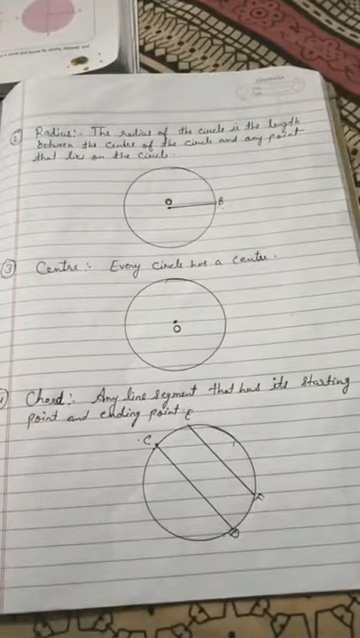 ② Radius:- The radius of the circle is the length
between the centre of the circle and any point
that lies on the circle.
O
③ Centre:- Every circle has a centre.
O
Chord:- Any line segment that has its starting
point and ending point
E
C
D